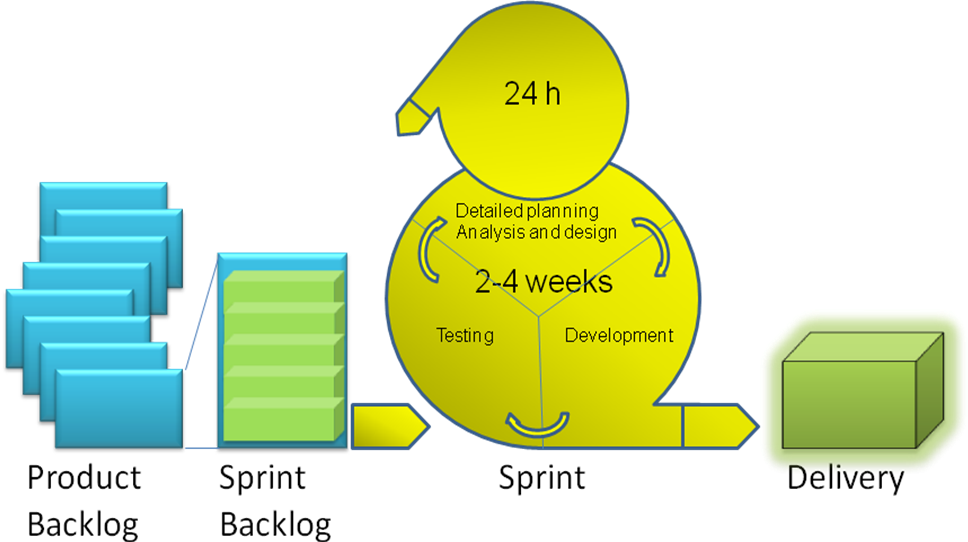 24 h
Detailed planning
Analysis and design
2-4 weeks
Testing
Development
Product
Backlog
Sprint
Backlog
Sprint
Delivery